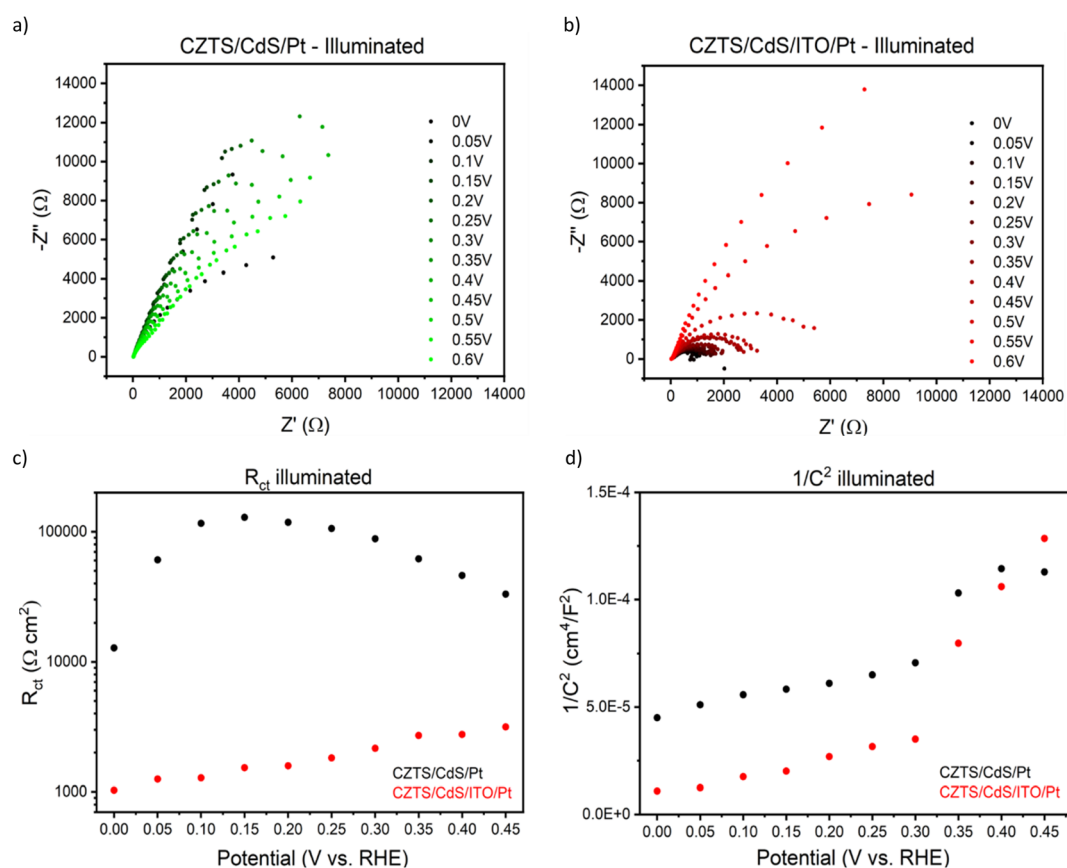 a)
CZTS/CdS/Pt - Illuminated
14000
12000
10000
8000
6000
4000
2000
0
-Z'' (Ω)
0 2000 4000 6000 8000 10000 12000 14000
Z' (Ω)
0V
0.05V
0.1V
0.15V
0.2V
0.25V
0.3V
0.35V
0.4V
0.45V
0.5V
0.55V
0.6V
b)
CZTS/CdS/ITO/Pt - Illuminated
14000
12000
10000
8000
6000
4000
2000
0
-Z'' (Ω)
0 2000 4000 6000 8000 10000 12000 14000
Z' (Ω)
0V
0.05V
0.1V
0.15V
0.2V
0.25V
0.3V
0.35V
0.4V
0.45V
0.5V
0.55V
0.6V
c)
R_ct illuminated
100000
10000
1000
R_ct (Ω cm²)
CZTS/CdS/Pt
CZTS/CdS/ITO/Pt
0.00 0.05 0.10 0.15 0.20 0.25 0.30 0.35 0.40 0.45
Potential (V vs. RHE)
d)
1/C² illuminated
1.5E-4
1.0E-4
5.0E-5
0.0E+0
1/C² (cm⁴/F²)
CZTS/CdS/Pt
CZTS/CdS/ITO/Pt
0.00 0.05 0.10 0.15 0.20 0.25 0.30 0.35 0.40 0.45
Potential (V vs. RHE)